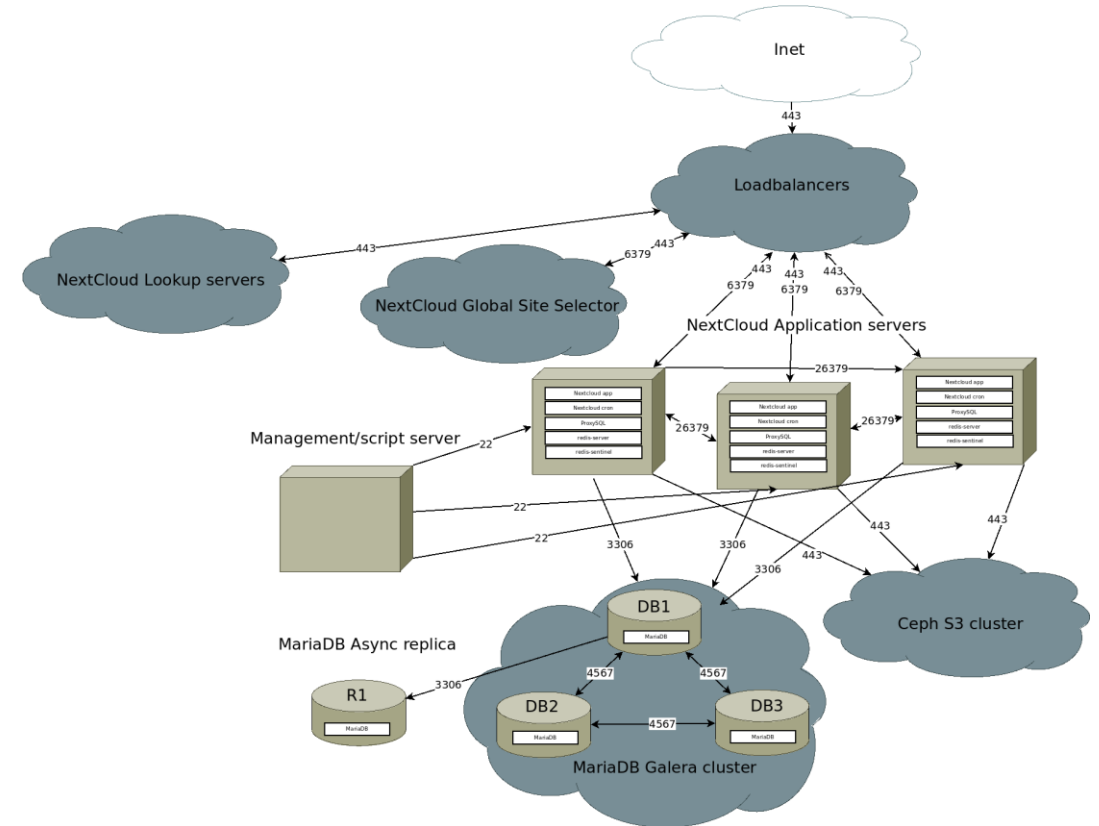 Inet
443
Loadbalancers
443
NextCloud Lookup servers
443
6379
NextCloud Global Site Selector
443
6379
443
6379
443
6379
NextCloud Application servers
26379
Nextcloud app
Nextcloud cron
ProxySQL
redis-server
redis-sentinel
26379
Nextcloud app
Nextcloud cron
ProxySQL
redis-server
redis-sentinel
26379
Nextcloud app
Nextcloud cron
ProxySQL
redis-server
redis-sentinel
Management/script server
22
22
22
3306
3306
3306
443
443
443
Ceph S3 cluster
DB1
MariaDB
MariaDB Async replica
3306
R1
MariaDB
4567
4567
DB2
MariaDB
4567
DB3
MariaDB
MariaDB Galera cluster